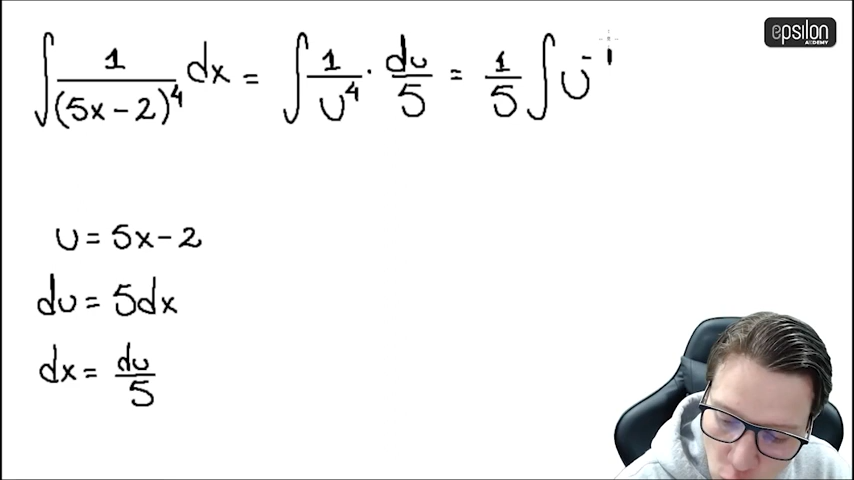 epsilon
ACADEMY
∫ 1/(5x-2)^4 dx = ∫ 1/u^4 · du/5 = 1/5 ∫ u^-
u = 5x-2
du = 5dx
dx = du/5